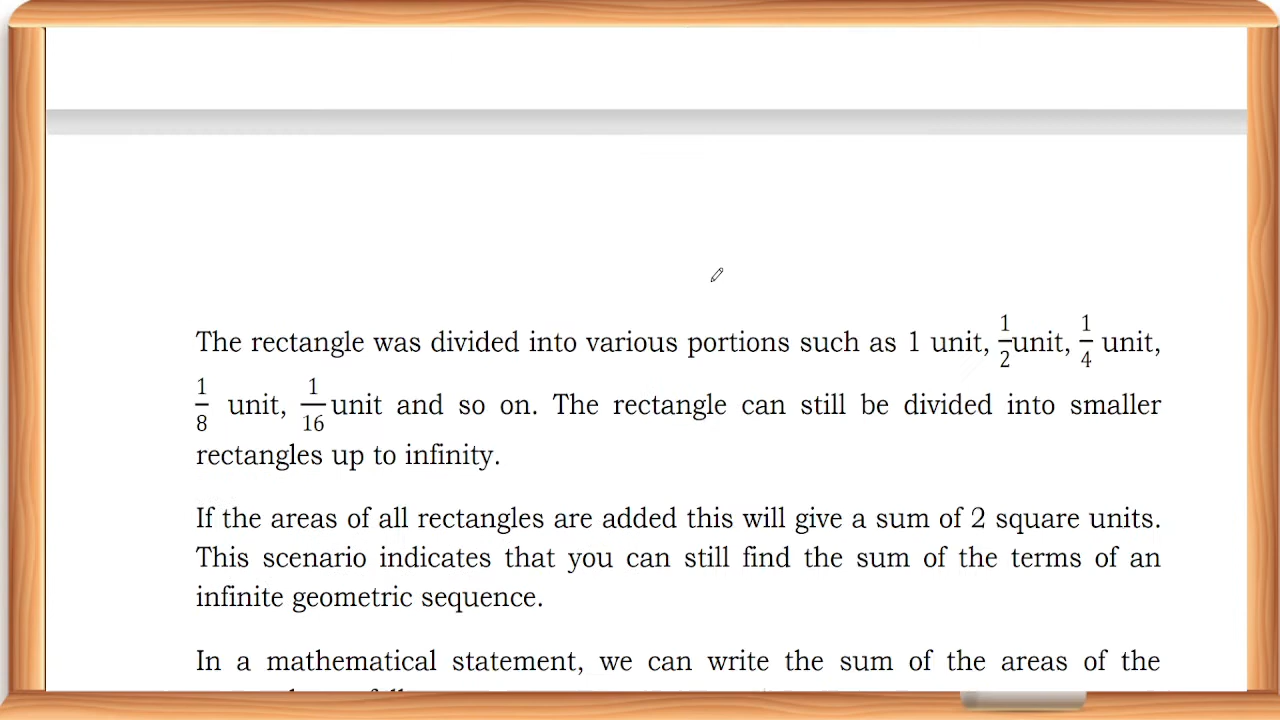 The rectangle was divided into various portions such as 1 unit, 1/2 unit, 1/4 unit,
1/8 unit, 1/16 unit and so on. The rectangle can still be divided into smaller
rectangles up to infinity.
If the areas of all rectangles are added this will give a sum of 2 square units.
This scenario indicates that you can still find the sum of the terms of an
infinite geometric sequence.
In a mathematical statement, we can write the sum of the areas of the